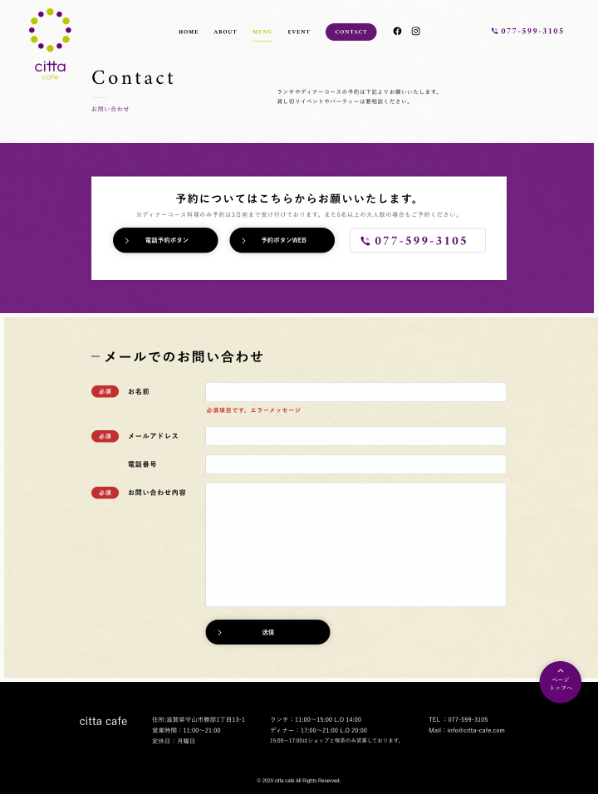 citta
cafe
HOME
ABOUT
MENU
EVENT
CONTACT
077-599-3105
Contact
お問い合わせ
ランチやディナーコースの予約は下記よりお願いいたします。
貸し切りイベントやパーティーは要相談ください。
予約についてはこちらからお願いいたします。
※ディナーコース料理のみ予約は3日前まで受け付けております。また6名以上の大人数の場合もご予約ください。
電話予約ボタン
予約ボタンWEB
077-599-3105
メールでのお問い合わせ
必須
お名前
必須項目です。エラーメッセージ
必須
メールアドレス
電話番号
必須
お問い合わせ内容
送信
ページ
トップへ
citta cafe
住所:滋賀県守山市勝部1丁目13-1
営業時間：11:00〜21:00
定休日：月曜日
ランチ：11:00〜15:00 L.O 14:00
ディナー：17:00〜21:00 L.O 20:00
15:00〜17:00はショップと喫茶のみ営業しております。
TEL：077-599-3105
Mail：info@citta-cafe.com
© 2020 citta cafe All Rights Reserved.